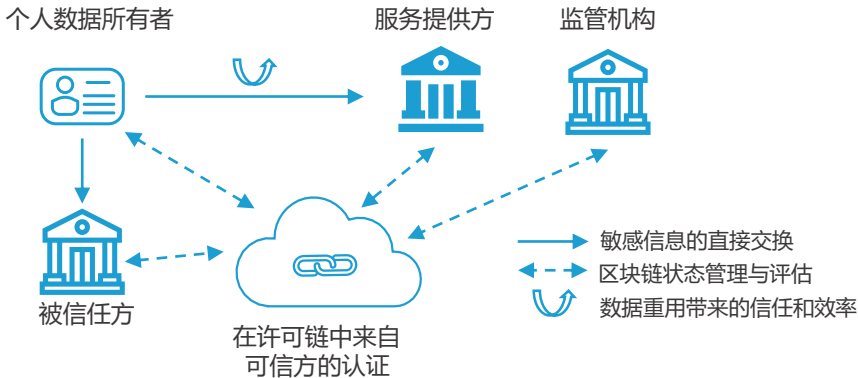 个人数据所有者
服务提供方
监管机构
被信任方
在许可链中来自
可信方的认证
敏感信息的直接交换
区块链状态管理与评估
数据重用带来的信任和效率